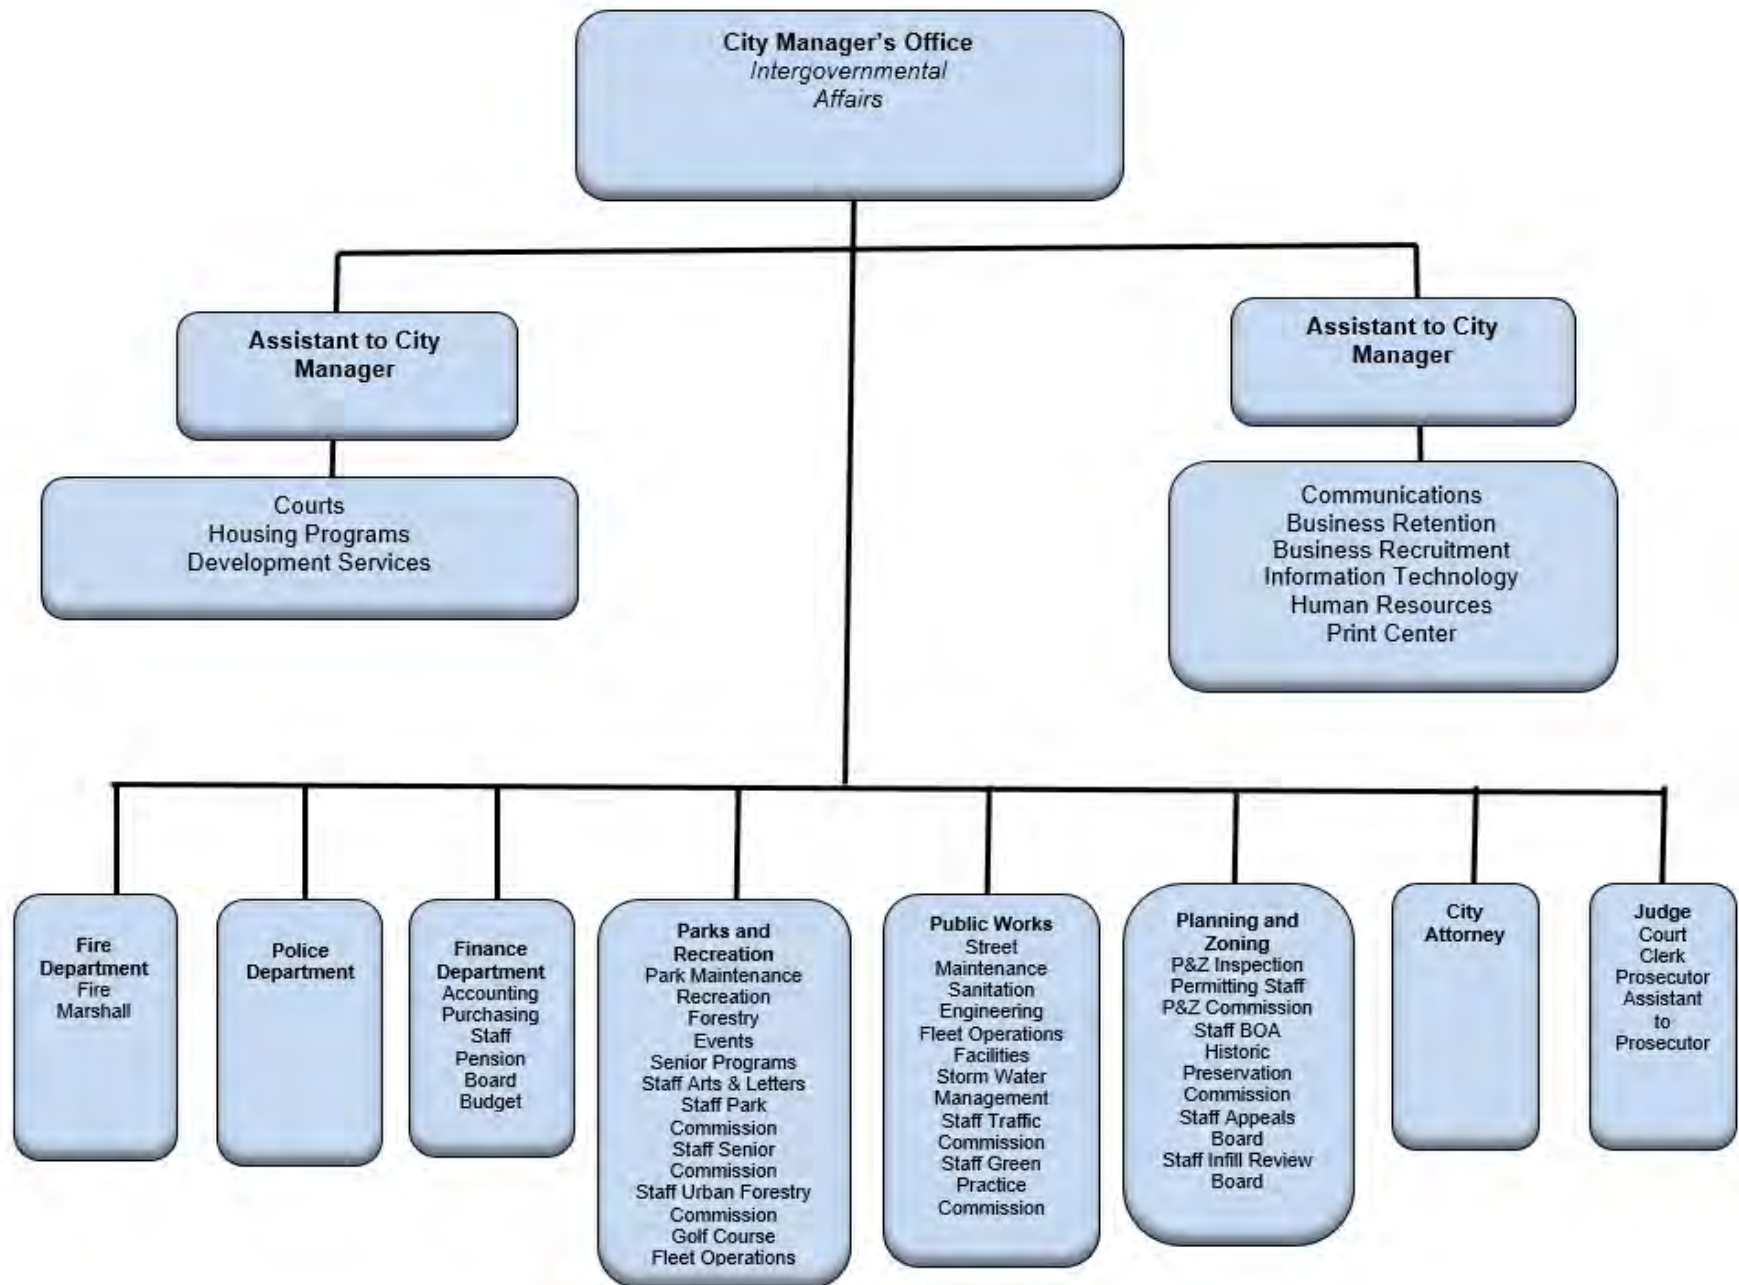 City Manager's Office
Intergovernmental
Affairs
Assistant to City
Manager
Assistant to City
Manager
Courts
Housing Programs
Development Services
Communications
Business Retention
Business Recruitment
Information Technology
Human Resources
Print Center
Fire
Department
Fire
Marshall
Police
Department
Finance
Department
Accounting
Purchasing
Staff
Pension
Board
Budget
Parks and
Recreation
Park Maintenance
Recreation
Forestry
Events
Senior Programs
Staff Arts & Letters
Staff Park
Commission
Staff Senior
Commission
Staff Urban Forestry
Commission
Golf Course
Fleet Operations
Public Works
Street
Maintenance
Sanitation
Engineering
Fleet Operations
Facilities
Storm Water
Management
Staff Traffic
Commission
Staff Green
Practice
Commission
Planning and
Zoning
P&Z Inspection
Permitting Staff
P&Z Commission
Staff BOA
Historic
Preservation
Commission
Staff Appeals
Board
Staff Infill Review
Board
City
Attorney
Judge
Court
Clerk
Prosecutor
Assistant
to
Prosecutor